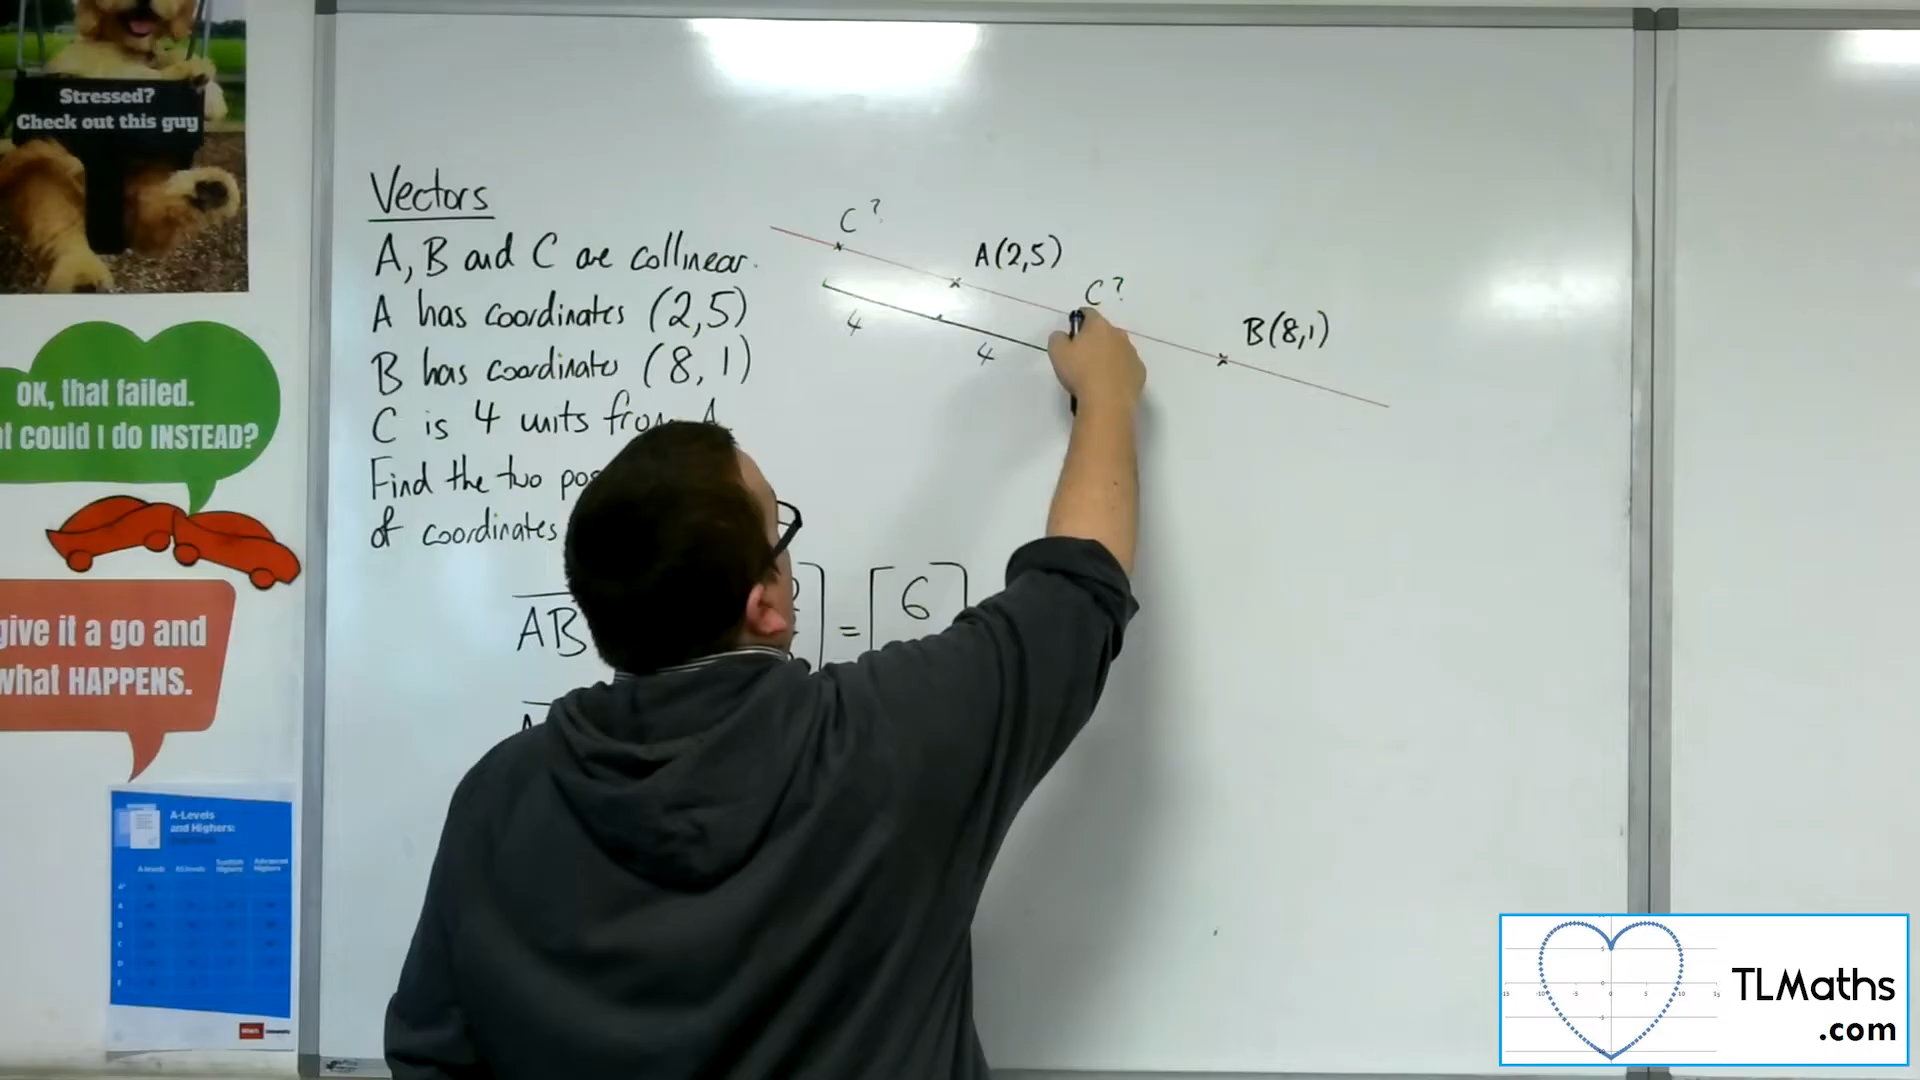 Stressed?
Check out this guy
OK, that failed.
could I do INSTEAD?
give it a go and
what HAPPENS.
A-Levels
and Highers:
Vectors
A, B and C are collinear.
A has coordinates (2,5)
B has coordinates (8,1)
C is 4 units from A.
Find the two
of coordinates
AB
= [6
C?
A(2,5)
C?
B(8,1)
4
4
TLMaths
.com